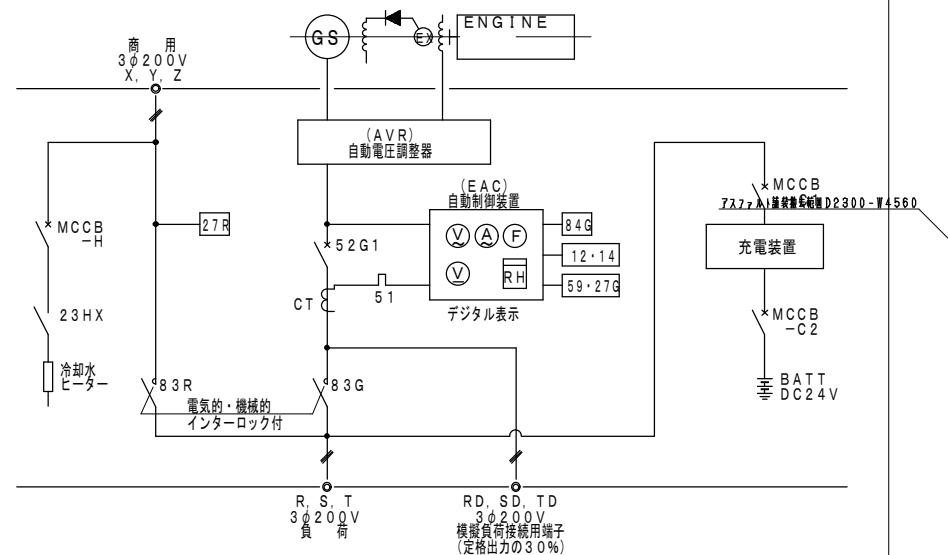 ENGINE
GS
EX
商用
3φ200V
X, Y, Z
(AVR)
自動電圧調整器
(EAC)
自動制御装置
MCCB
MCCB
-H
27R
52G1
V
A
F
V
RH
84G
12・14
59・27G
充電装置
CT
51
デジタル表示
23HX
MCCB
-C2
冷却水
ヒーター
83R
83G
電気的・機械的
インターロック付
BATT
DC24V
R, S, T
3φ200V
負荷
RD, SD, TD
3φ200V
模擬負荷接続用端子
(定格出力の30%)